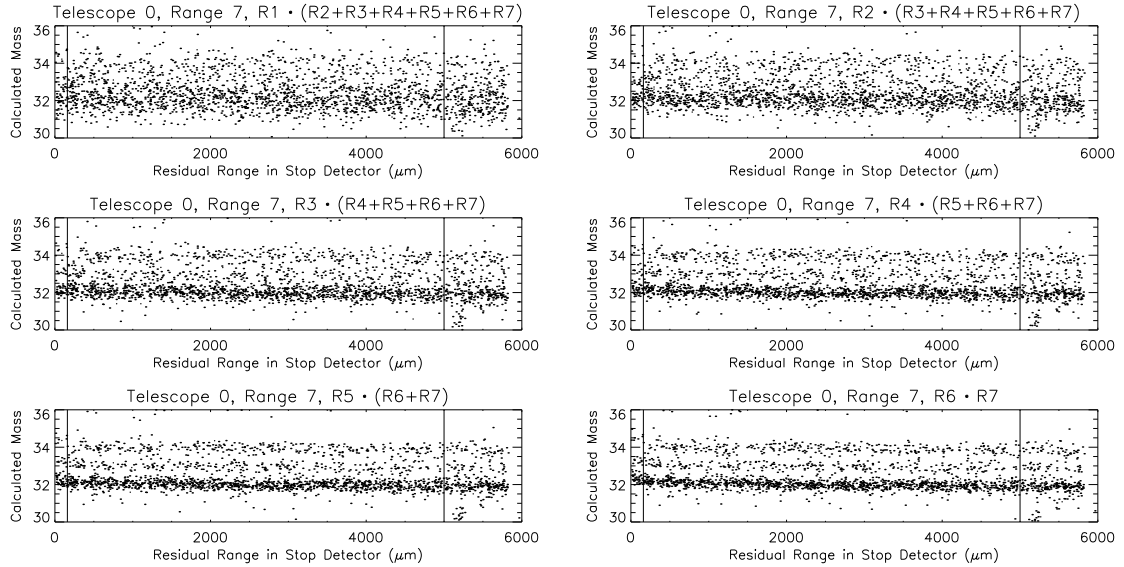 Telescope 0, Range 7, R1 • (R2+R3+R4+R5+R6+R7)
Calculated Mass
36
34
32
30
0 2000 4000 6000
Residual Range in Stop Detector (μm)
Telescope 0, Range 7, R2 • (R3+R4+R5+R6+R7)
Calculated Mass
36
34
32
30
0 2000 4000 6000
Residual Range in Stop Detector (μm)
Telescope 0, Range 7, R3 • (R4+R5+R6+R7)
Calculated Mass
36
34
32
30
0 2000 4000 6000
Residual Range in Stop Detector (μm)
Telescope 0, Range 7, R4 • (R5+R6+R7)
Calculated Mass
36
34
32
30
0 2000 4000 6000
Residual Range in Stop Detector (μm)
Telescope 0, Range 7, R5 • (R6+R7)
Calculated Mass
36
34
32
30
0 2000 4000 6000
Residual Range in Stop Detector (μm)
Telescope 0, Range 7, R6 • R7
Calculated Mass
36
34
32
30
0 2000 4000 6000
Residual Range in Stop Detector (μm)